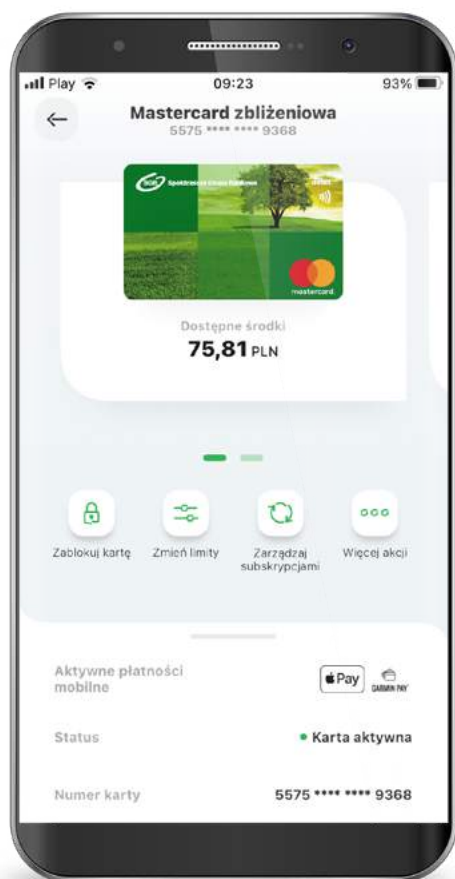 Play 09:23 93%
Mastercard zbliżeniowa
5575 **** **** 9368
SGB Spółdzielcza Grupa Bankowa debit
mastercard
Dostępne środki
75,81 PLN
Zablokuj kartę Zmień limity Zarządzaj subskrypcjami Więcej akcji
Aktywne płatności mobilne Pay GARMIN PAY
Status Karta aktywna
Numer karty 5575 **** **** 9368